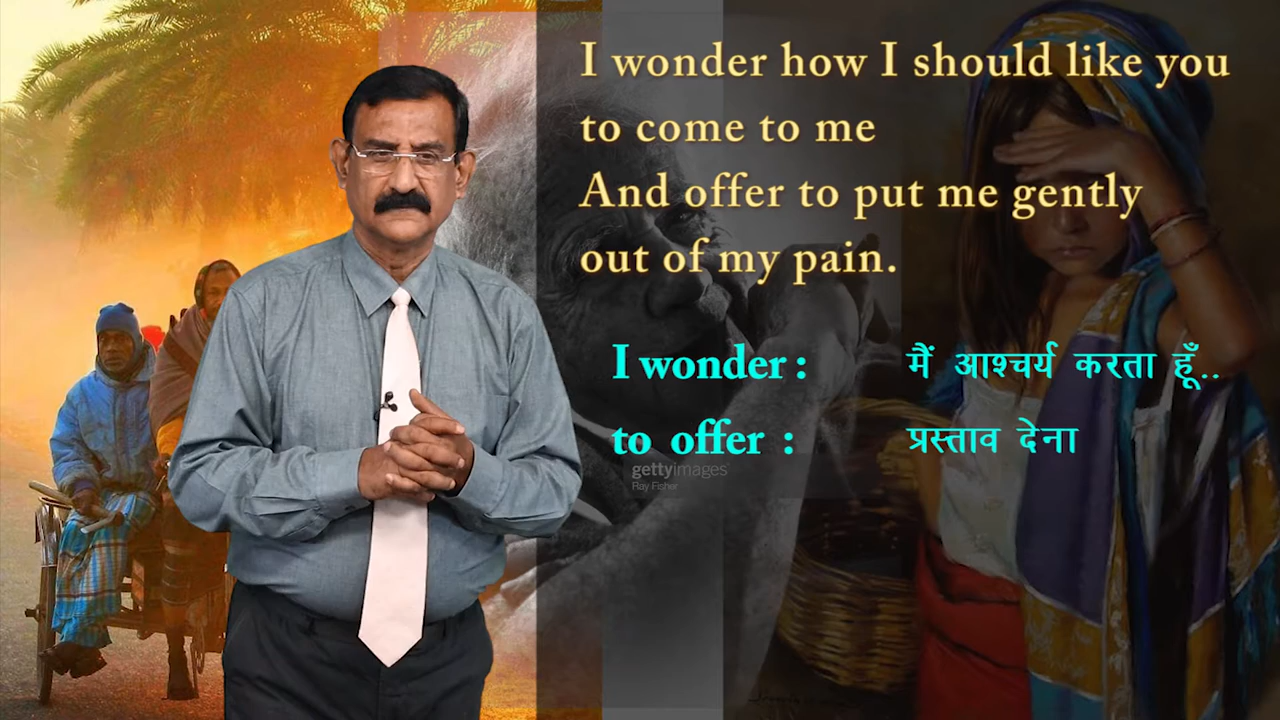 I wonder how I should like you
to come to me
And offer to put me gently
out of my pain.
I wonder : मैं आश्चर्य करता हूँ..
to offer : प्रस्ताव देना
gettyimages
Ray Fisher